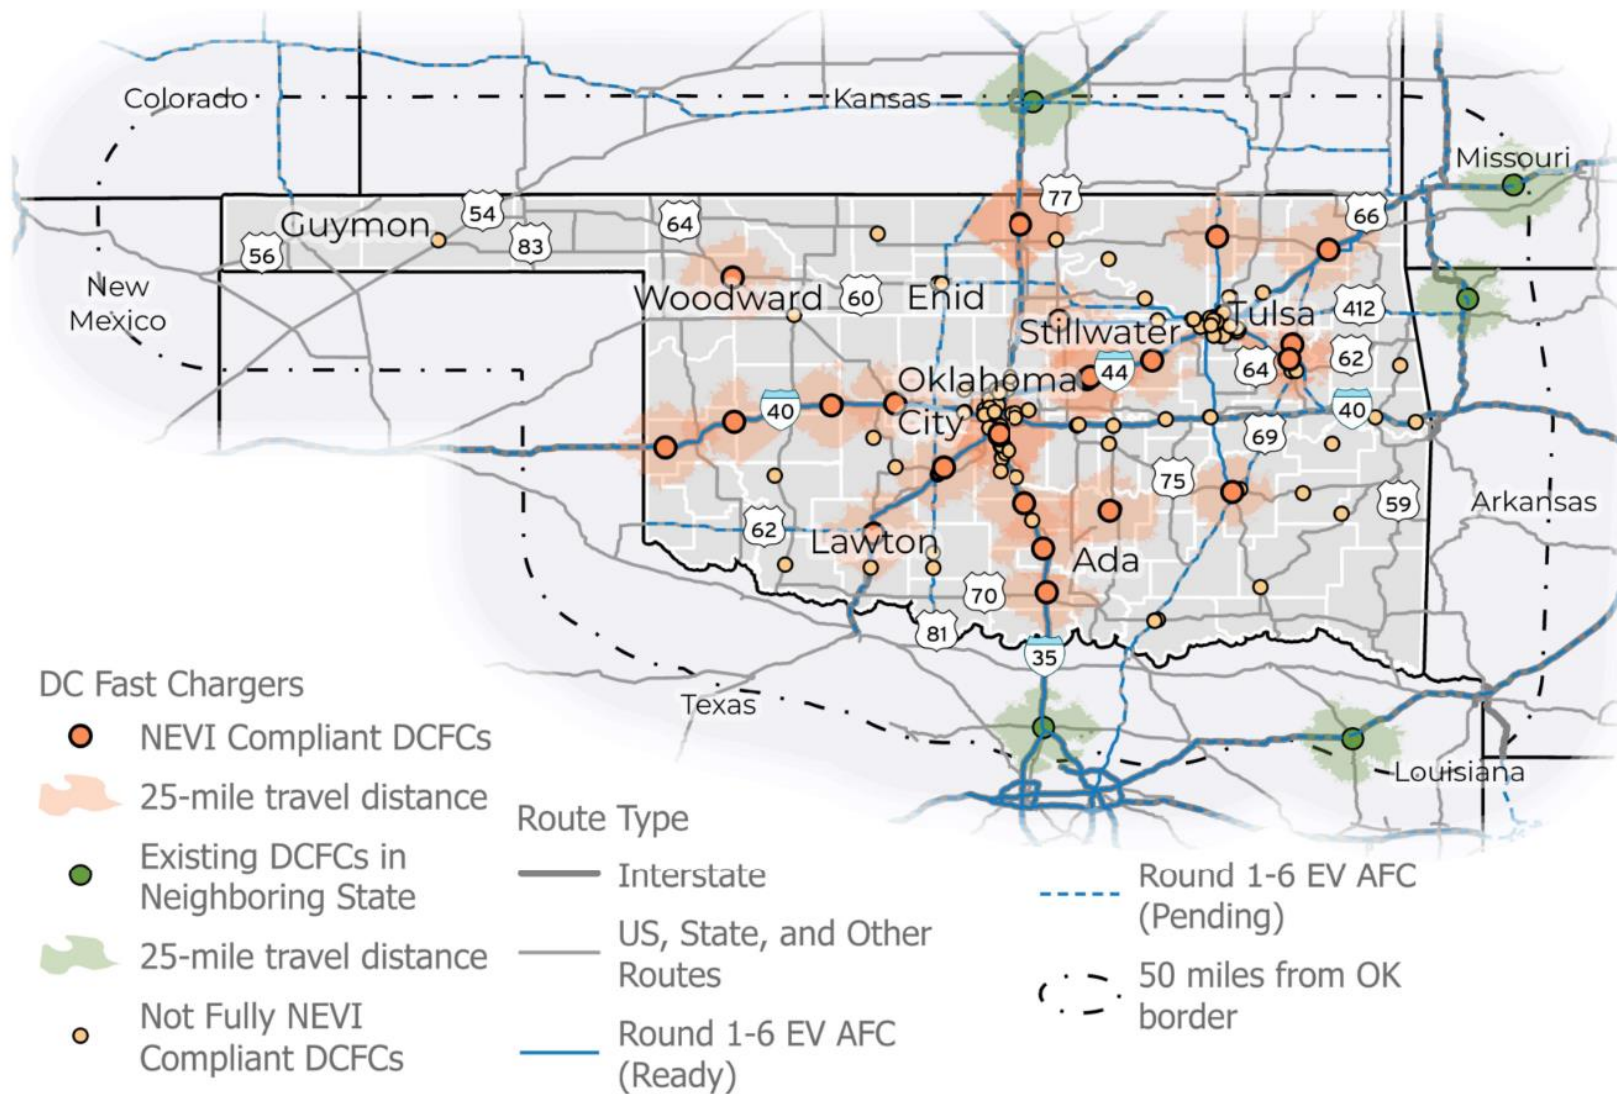 Colorado
Kansas
Missouri
77
66
54
64
Guymon
83
56
New
Mexico
Woodward
60
Enid
Tulsa
412
Stillwater
44
64
62
Oklahoma
City
40
40
69
75
59
Arkansas
62
Lawton
Ada
70
81
35
Texas
Louisiana
DC Fast Chargers
NEVI Compliant DCFCs
25-mile travel distance
Existing DCFCs in
Neighboring State
25-mile travel distance
Not Fully NEVI
Compliant DCFCs
Route Type
Interstate
US, State, and Other
Routes
Round 1-6 EV AFC
(Ready)
Round 1-6 EV AFC
(Pending)
50 miles from OK
border